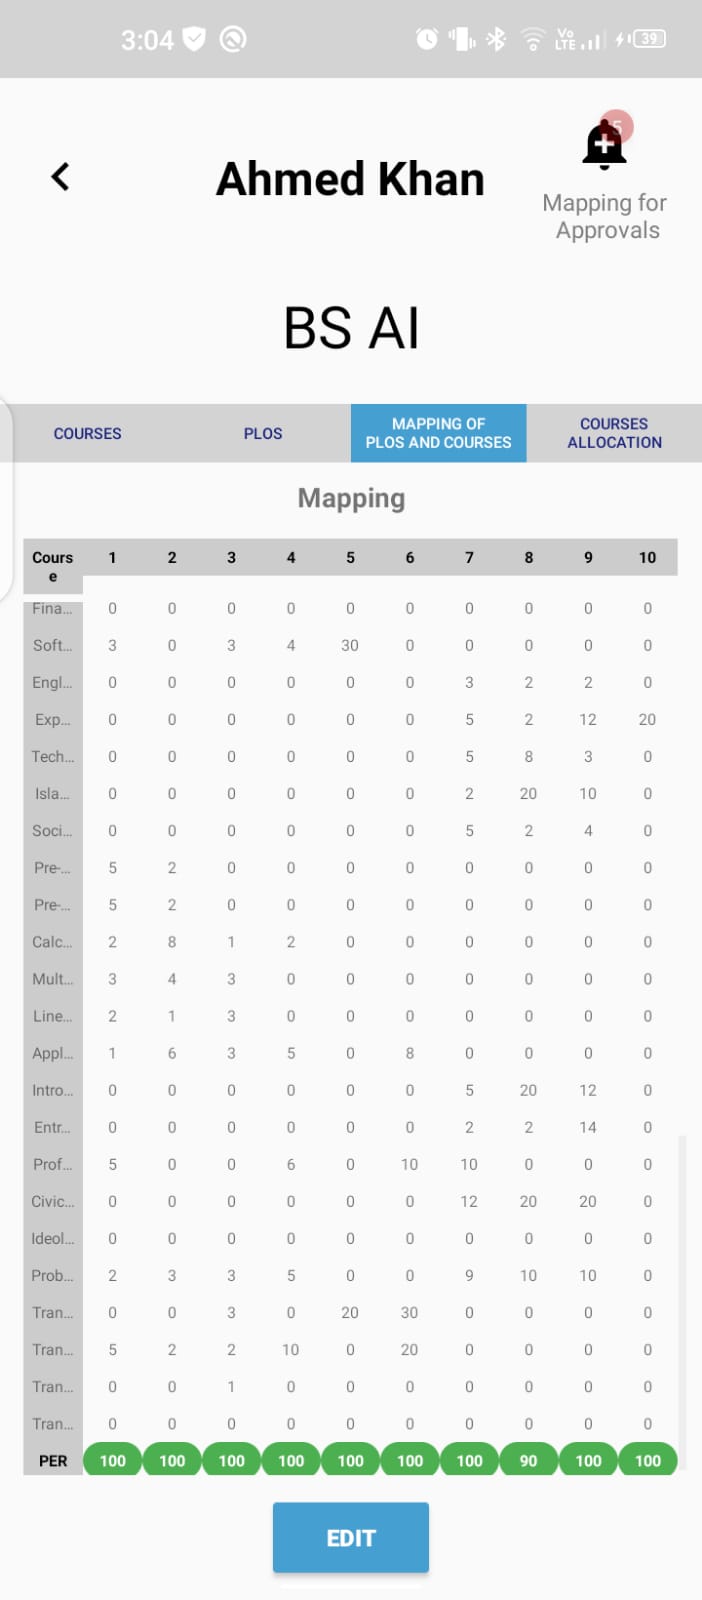 3:04 Vo LTE 39
5
Ahmed Khan
Mapping for
Approvals
BS AI
COURSES PLOS MAPPING OF PLOS AND COURSES COURSES ALLOCATION
Mapping
Course 1 2 3 4 5 6 7 8 9 10
Fina... 0 0 0 0 0 0 0 0 0 0
Soft... 3 0 3 4 30 0 0 0 0 0
Engl... 0 0 0 0 0 0 3 2 2 0
Exp... 0 0 0 0 0 0 5 2 12 20
Tech... 0 0 0 0 0 0 5 8 3 0
Isla... 0 0 0 0 0 0 2 20 10 0
Soci... 0 0 0 0 0 0 5 2 4 0
Pre-... 5 2 0 0 0 0 0 0 0 0
Pre-... 5 2 0 0 0 0 0 0 0 0
Calc... 2 8 1 2 0 0 0 0 0 0
Mult... 3 4 3 0 0 0 0 0 0 0
Line... 2 1 3 0 0 0 0 0 0 0
Appl... 1 6 3 5 0 8 0 0 0 0
Intro... 0 0 0 0 0 0 5 20 12 0
Entr... 0 0 0 0 0 0 2 2 14 0
Prof... 5 0 0 6 0 10 10 0 0 0
Civic... 0 0 0 0 0 0 12 20 20 0
Ideol... 0 0 0 0 0 0 0 0 0 0
Prob... 2 3 3 5 0 0 9 10 10 0
Tran... 0 0 3 0 20 30 0 0 0 0
Tran... 5 2 2 10 0 20 0 0 0 0
Tran... 0 0 1 0 0 0 0 0 0 0
Tran... 0 0 0 0 0 0 0 0 0 0
PER 100 100 100 100 100 100 100 90 100 100
EDIT